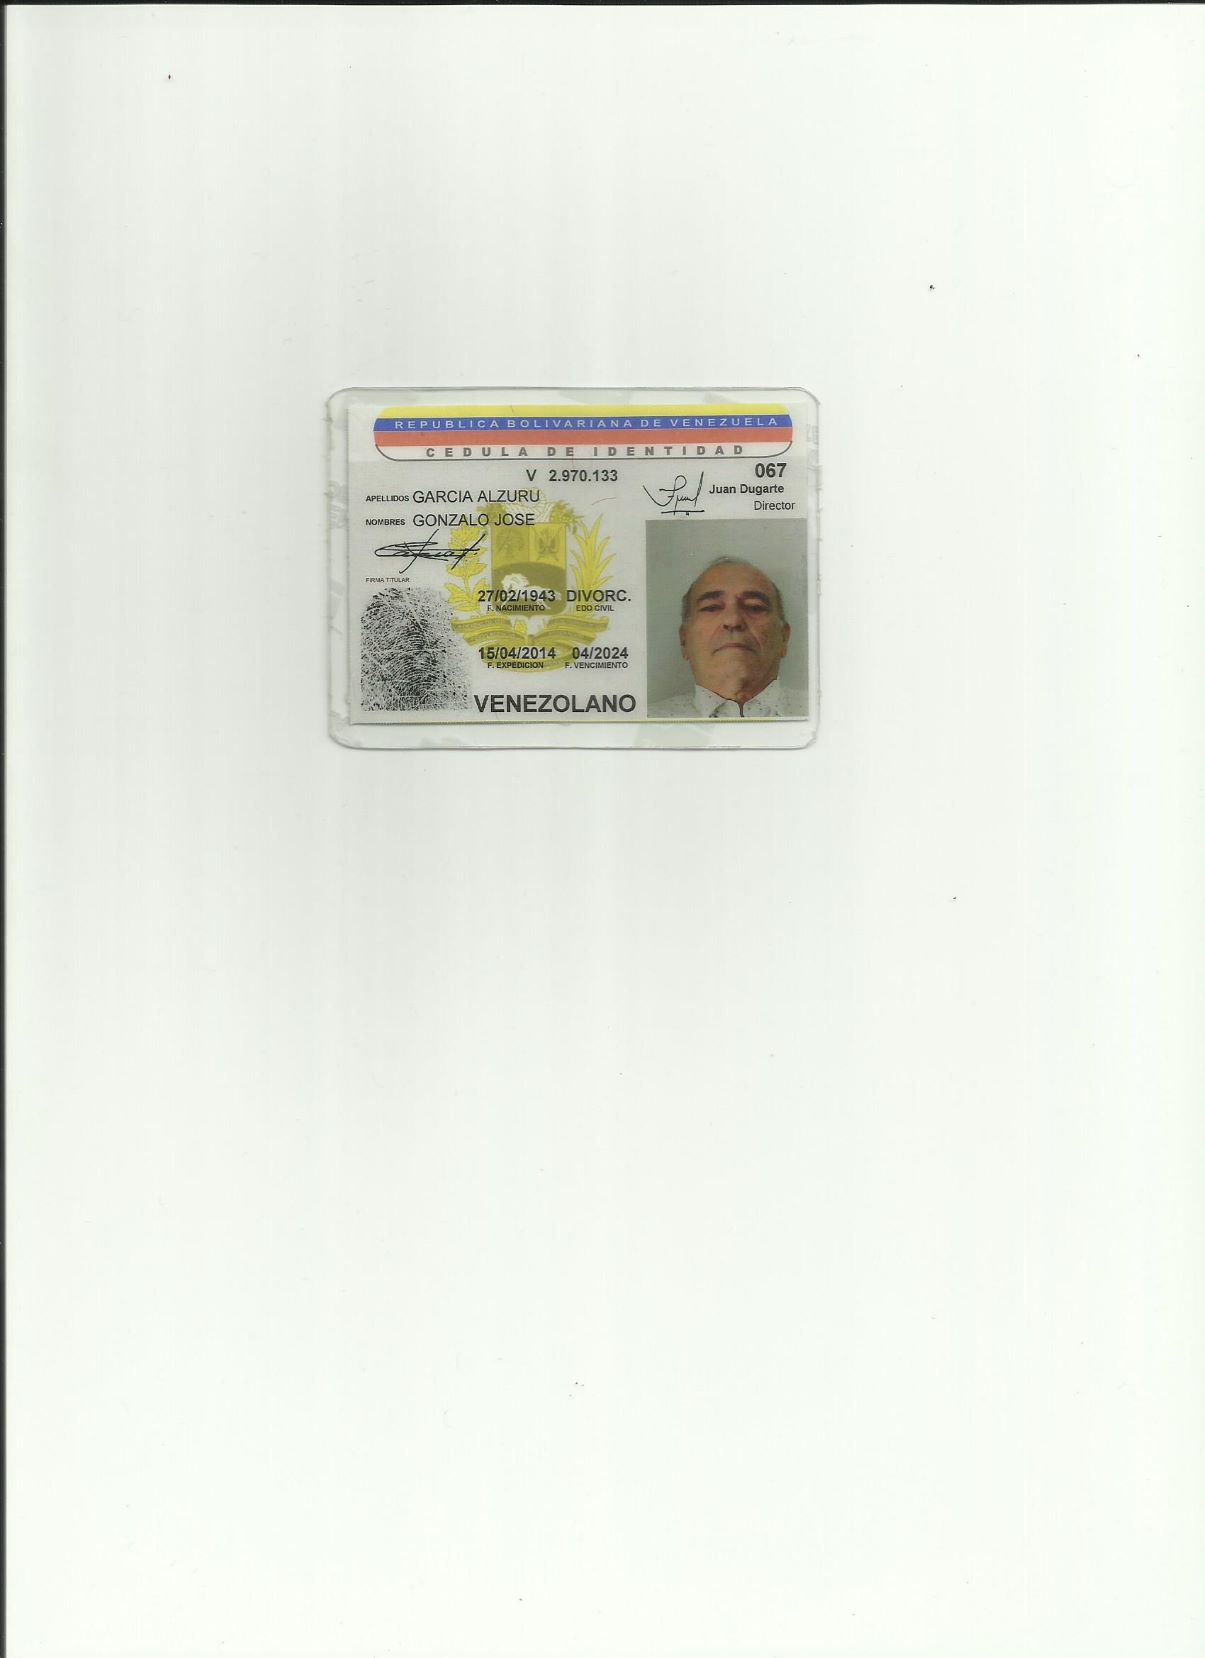 REPUBLICA BOLIVARIANA DE VENEZUELA
CEDULA DE IDENTIDAD
V 2.970.133
067
Juan Dugarte
Director
APELLIDOS GARCIA ALZURU
NOMBRES GONZALO JOSE
FIRMA TITULAR
27/02/1943 DIVORC.
F. NACIMIENTO EDO CIVIL
15/04/2014 04/2024
F. EXPEDICION F. VENCIMIENTO
VENEZOLANO